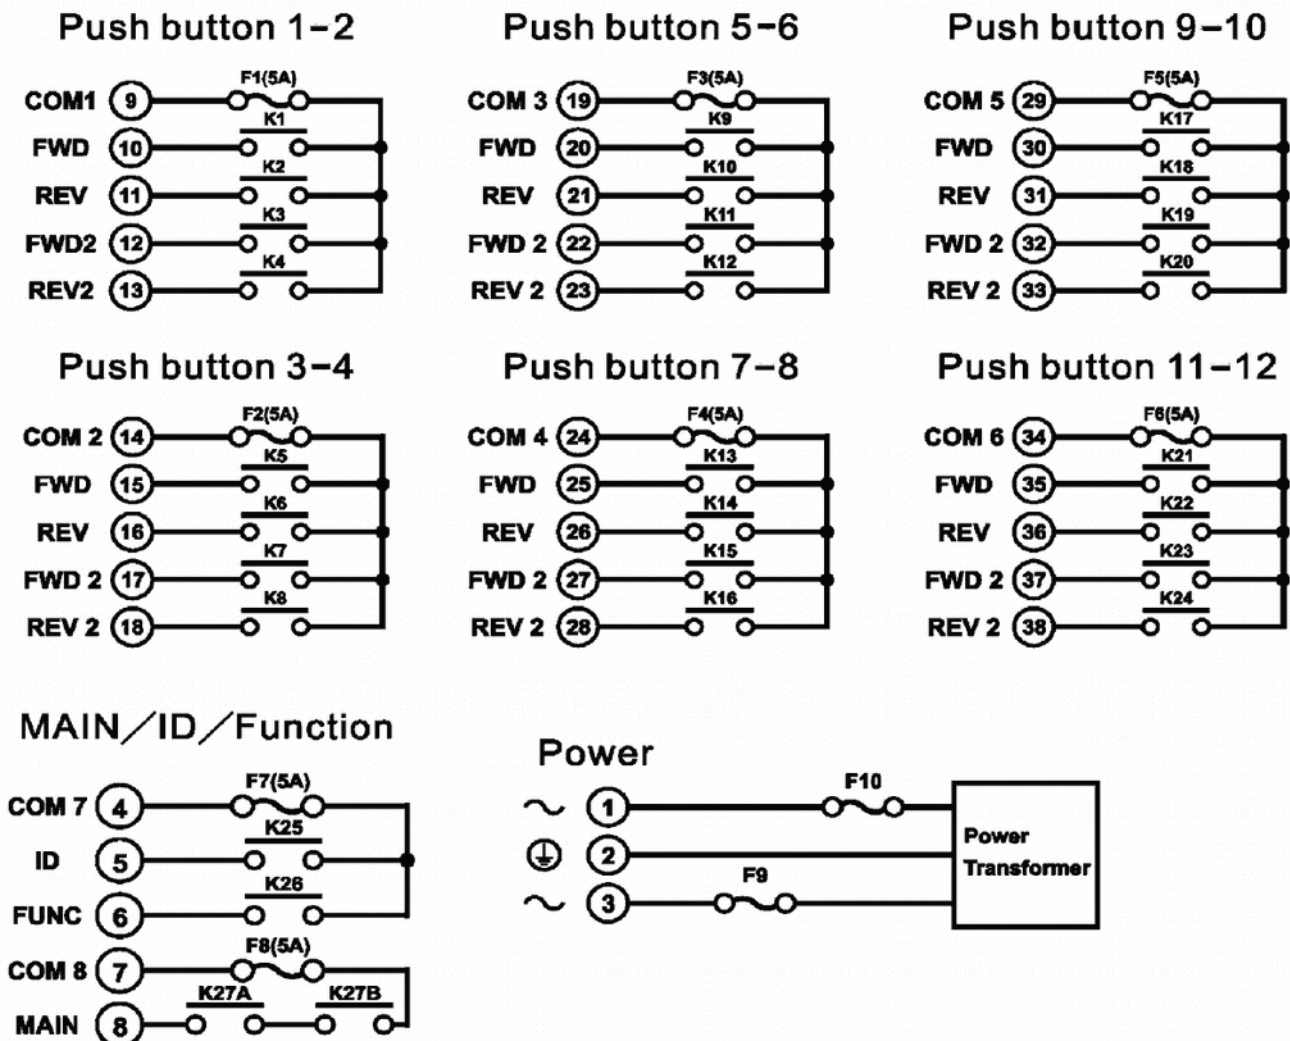 Push button 1-2
F1(5A)
COM1 9
K1
FWD 10
K2
REV 11
K3
FWD2 12
K4
REV2 13
Push button 5-6
F3(5A)
COM 3 19
K9
FWD 20
K10
REV 21
K11
FWD 2 22
K12
REV 2 23
Push button 9-10
F5(5A)
COM 5 29
K17
FWD 30
K18
REV 31
K19
FWD 2 32
K20
REV 2 33
Push button 3-4
F2(5A)
COM 2 14
K5
FWD 15
K6
REV 16
K7
FWD 2 17
K8
REV 2 18
Push button 7-8
F4(5A)
COM 4 24
K13
FWD 25
K14
REV 26
K15
FWD 2 27
K16
REV 2 28
Push button 11-12
F6(5A)
COM 6 34
K21
FWD 35
K22
REV 36
K23
FWD 2 37
K24
REV 2 38
MAIN/ID/Function
F7(5A)
COM 7 4
K25
ID 5
K26
FUNC 6
F8(5A)
COM 8 7
K27A K27B
MAIN 8
Power
F10
~ 1
2
F9
~ 3
Power
Transformer